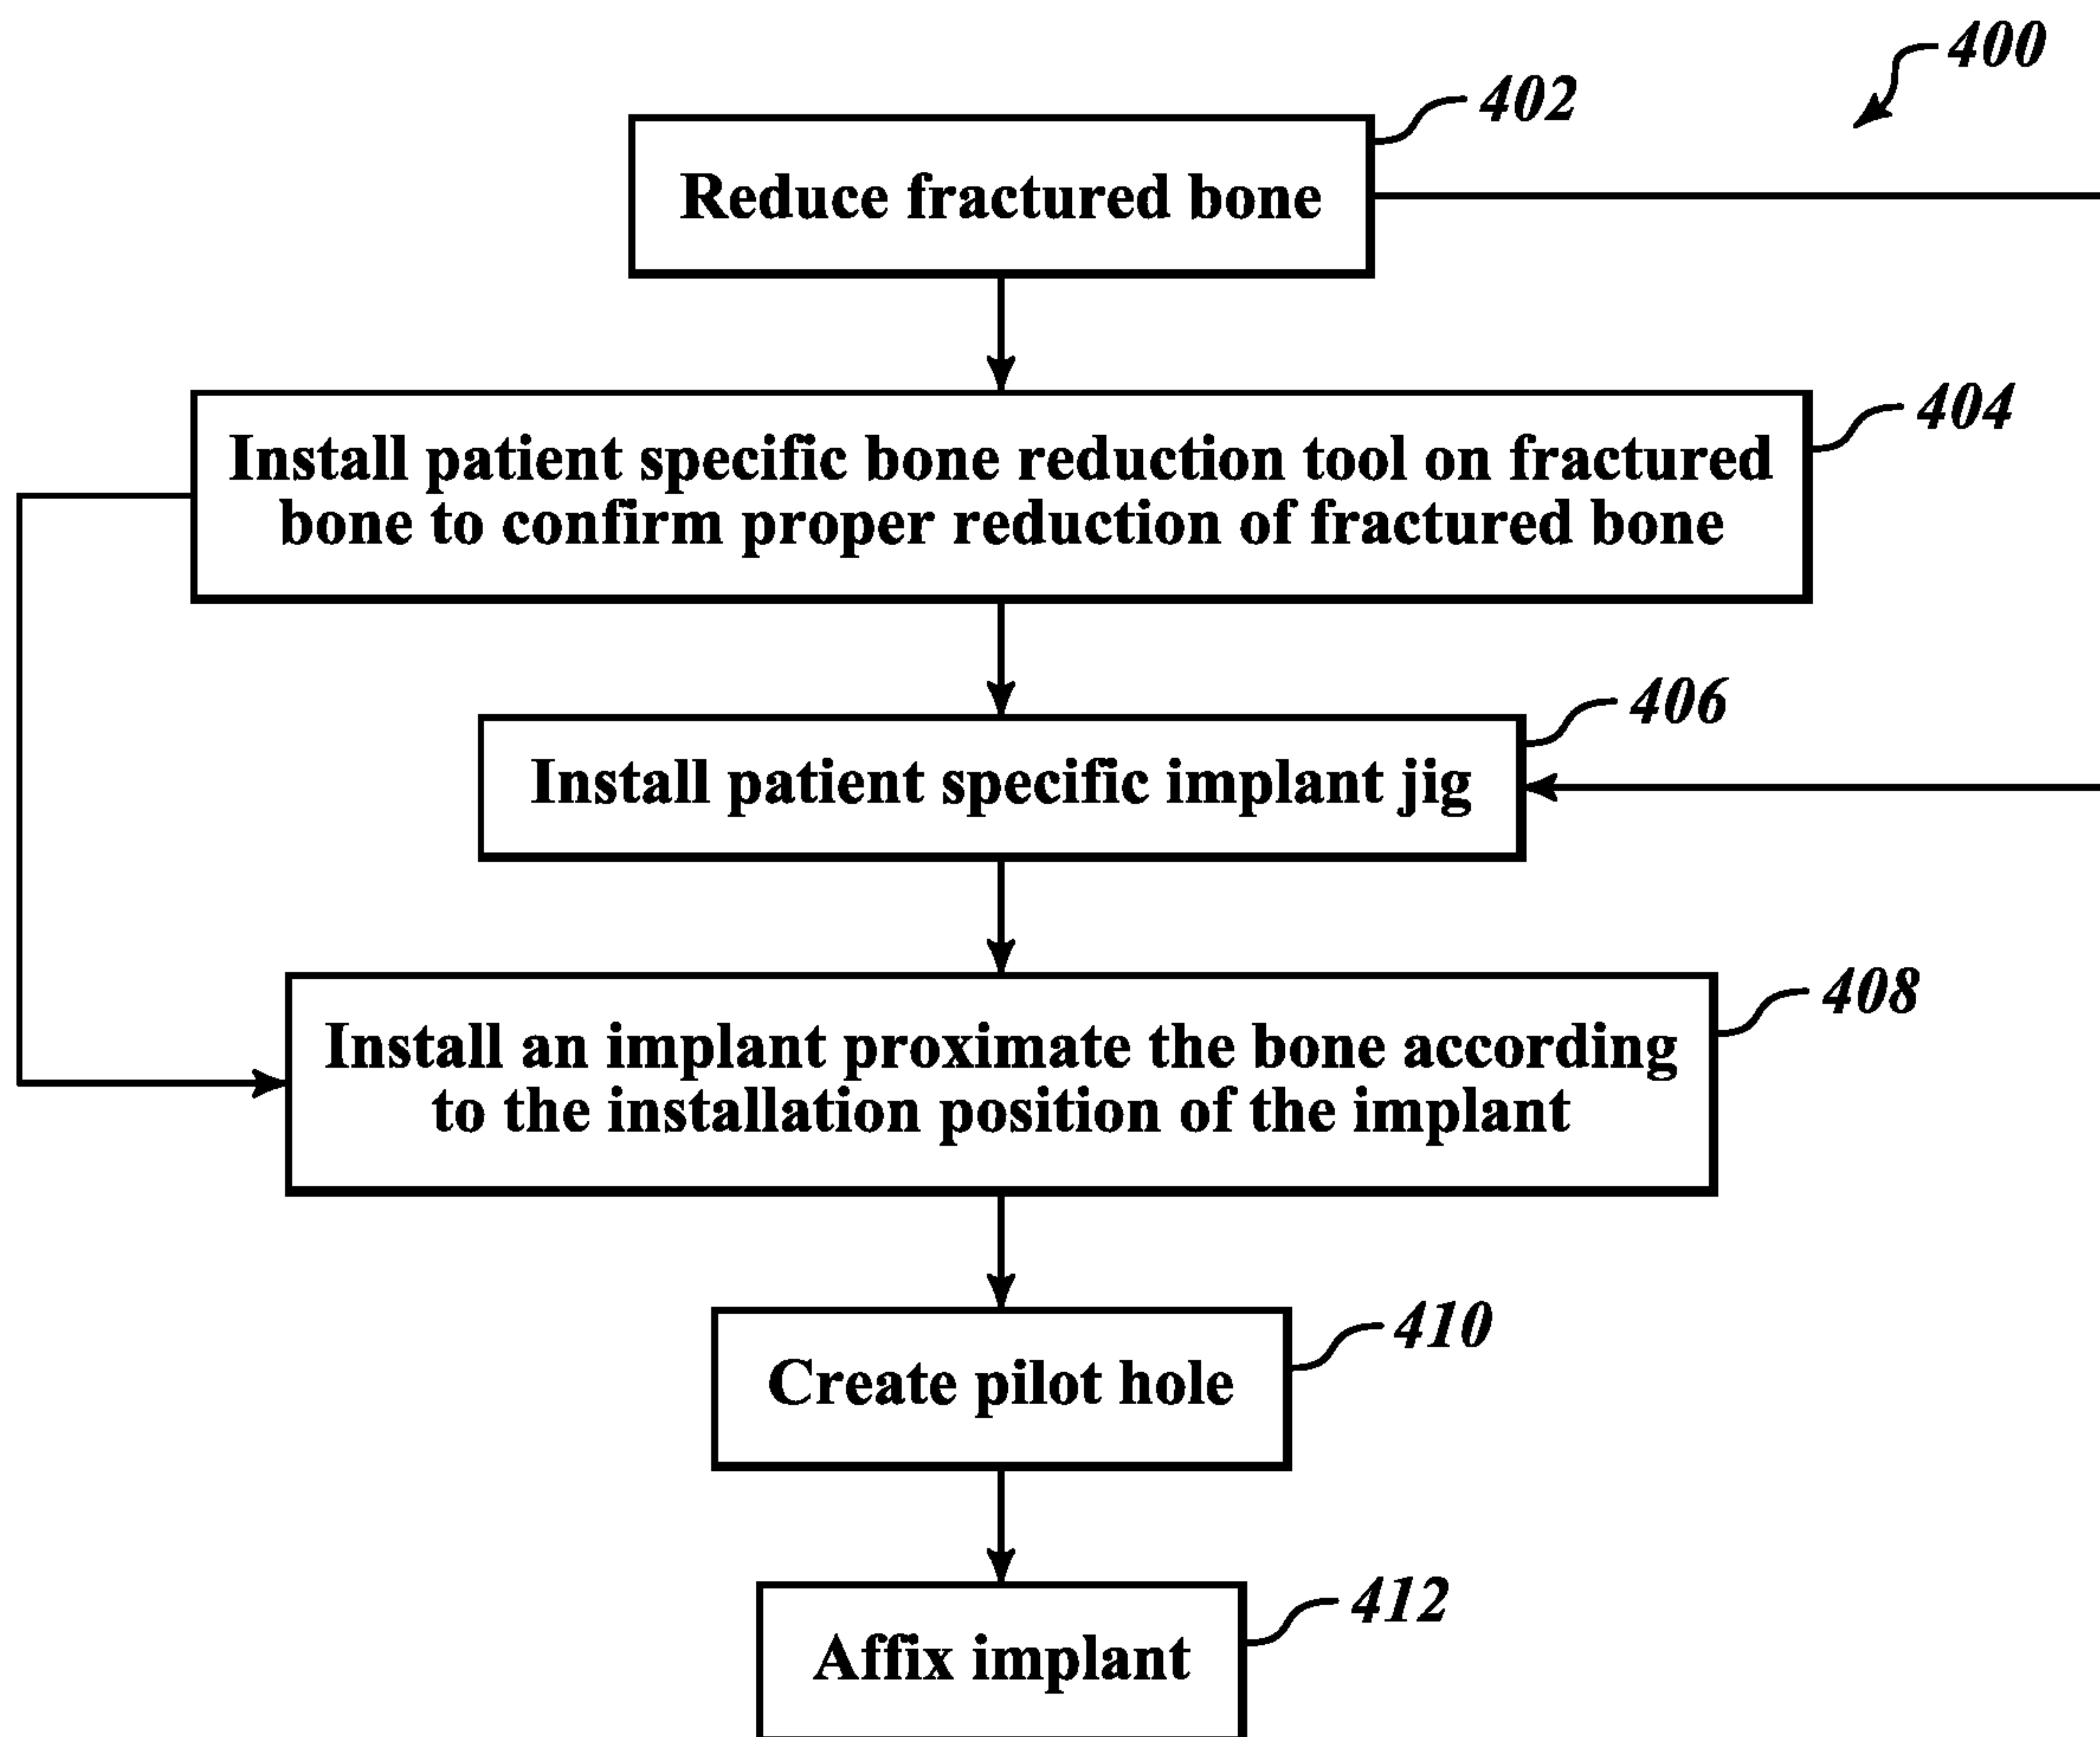 400
402
Reduce fractured bone
404
Install patient specific bone reduction tool on fractured
bone to confirm proper reduction of fractured bone
406
Install patient specific implant jig
408
Install an implant proximate the bone according
to the installation position of the implant
410
Create pilot hole
412
Affix implant